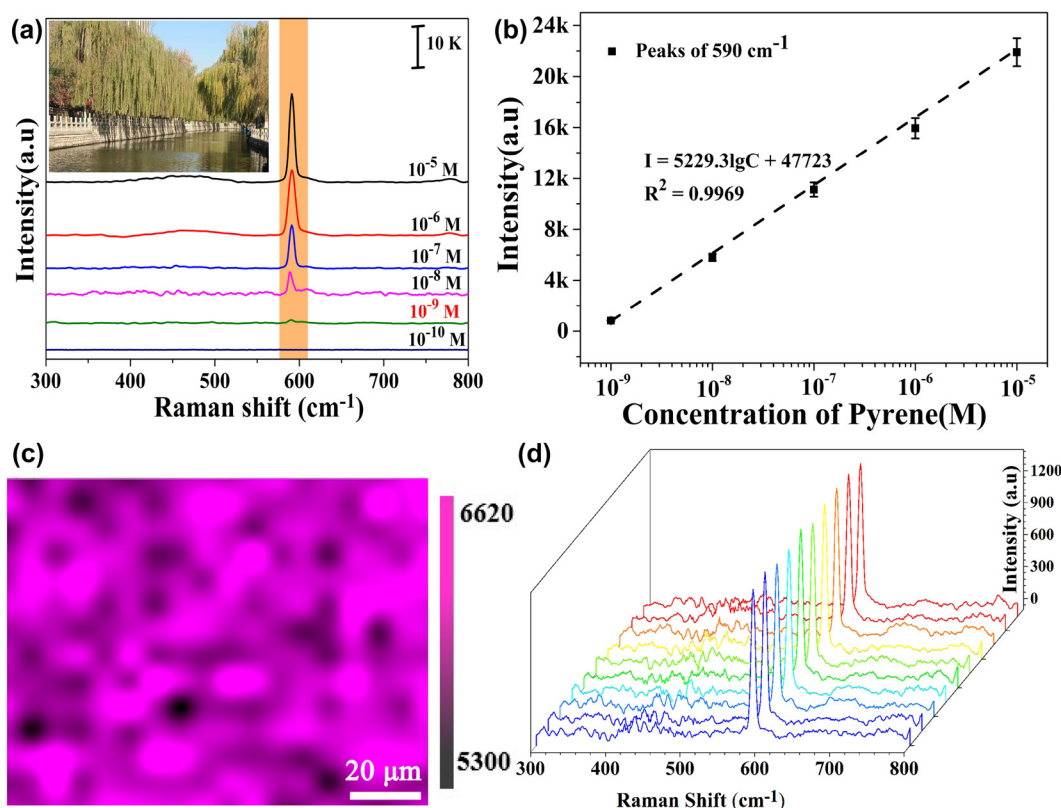 (a)
10 K
10⁻⁵ M
10⁻⁶ M
10⁻⁷ M
10⁻⁸ M
10⁻⁹ M
10⁻¹⁰ M
Intensity(a.u)
300 400 500 600 700 800
Raman shift (cm⁻¹)
(b)
24k
20k
16k
12k
8k
4k
0
Intensity(a.u)
Peaks of 590 cm⁻¹
I = 5229.3lgC + 47723
R² = 0.9969
10⁻⁹ 10⁻⁸ 10⁻⁷ 10⁻⁶ 10⁻⁵
Concentration of Pyrene(M)
(c)
6620
5300
20 μm
(d)
1200
900
600
300
0
Intensity (a.u)
300 400 500 600 700 800
Raman Shift (cm⁻¹)